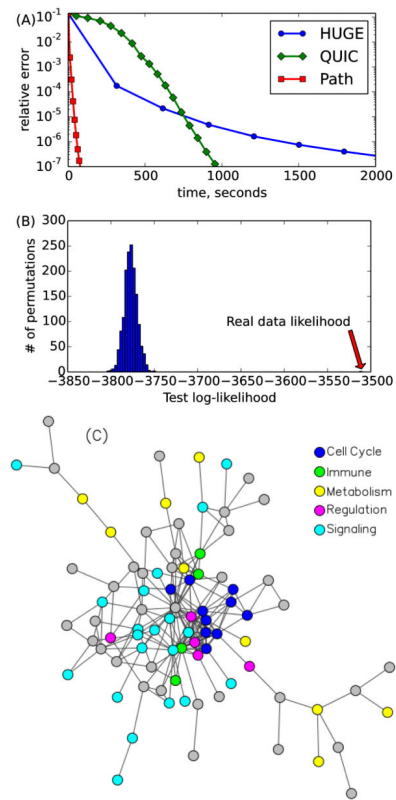 (A)
HUGE
QUIC
Path
relative error
10^-1
10^-2
10^-3
10^-4
10^-5
10^-6
10^-7
0 500 1000 1500 2000
time, seconds
(B)
# of permutations
300
250
200
150
100
50
0
Real data likelihood
−3850 −3800 −3750 −3700 −3650 −3600 −3550 −3500
Test log-likelihood
(C)
Cell Cycle
Immune
Metabolism
Regulation
Signaling